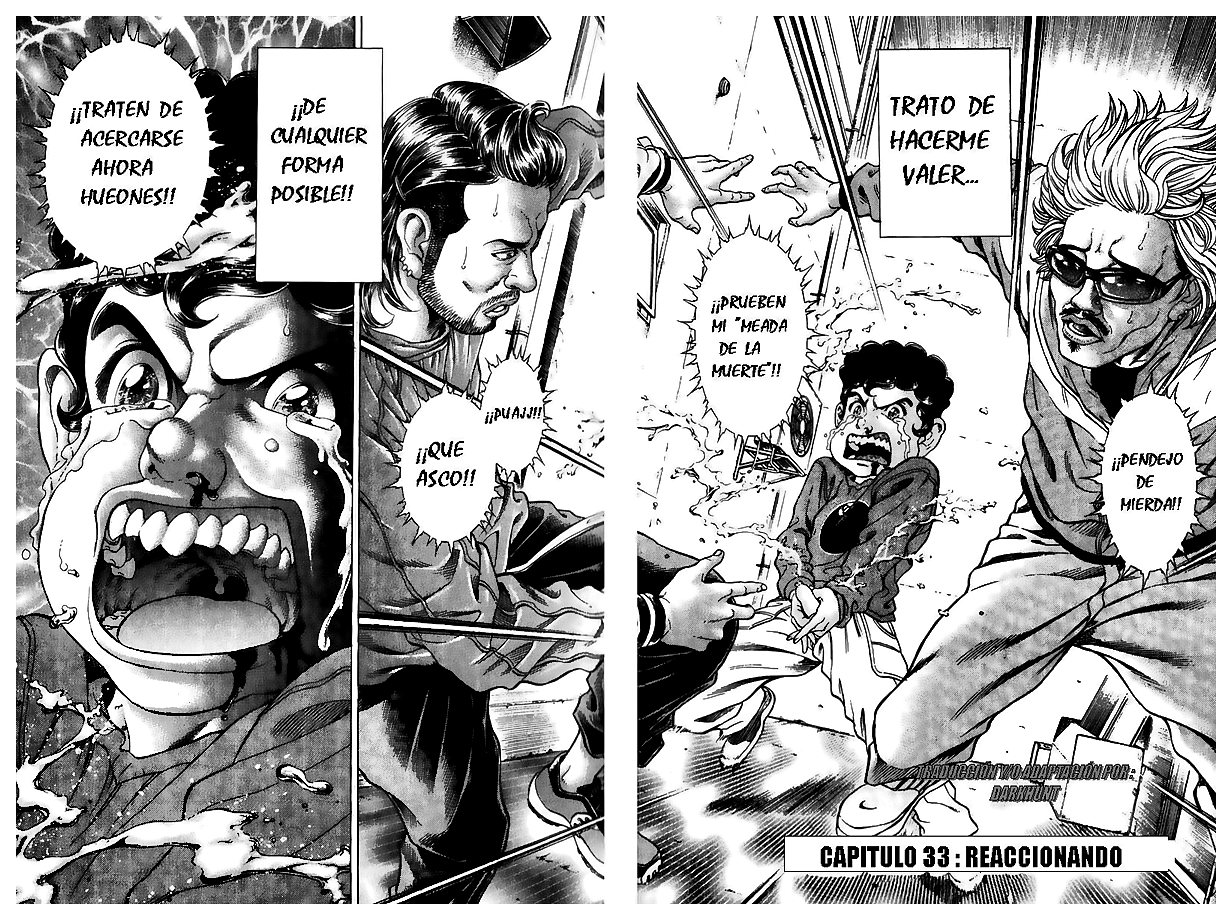 TRATO DE
HACERME
VALER...
¡¡PRUEBEN
MI "MEADA
DE LA
MUERTE"!!
¡¡PENDEJO
DE
MIERDA!!
TRADUCCIÓN Y/O ADAPTACIÓN POR :
DARKHUNT
CAPITULO 33 : REACCIONANDO
¡¡DE
CUALQUIER
FORMA
POSIBLE!!
¡¡PUAJJ!!
¡¡QUE
ASCO!!
¡¡TRATEN DE
ACERCARSE
AHORA
HUEONES!!